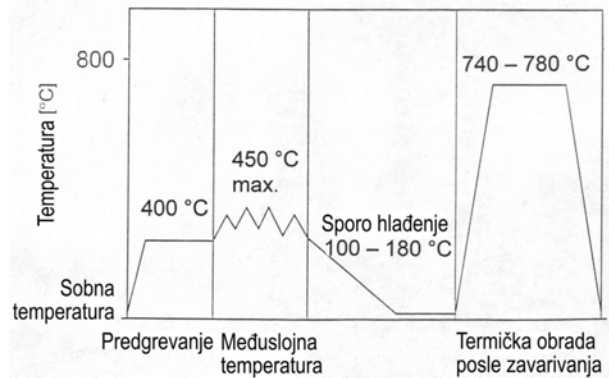 Temperatura [°C]
800
740 – 780 °C
450 °C
max.
400 °C
Sporo hlađenje
100 – 180 °C
Sobna
temperatura
Predgrevanje
Međuslojna
temperatura
Termička obrada
posle zavarivanja